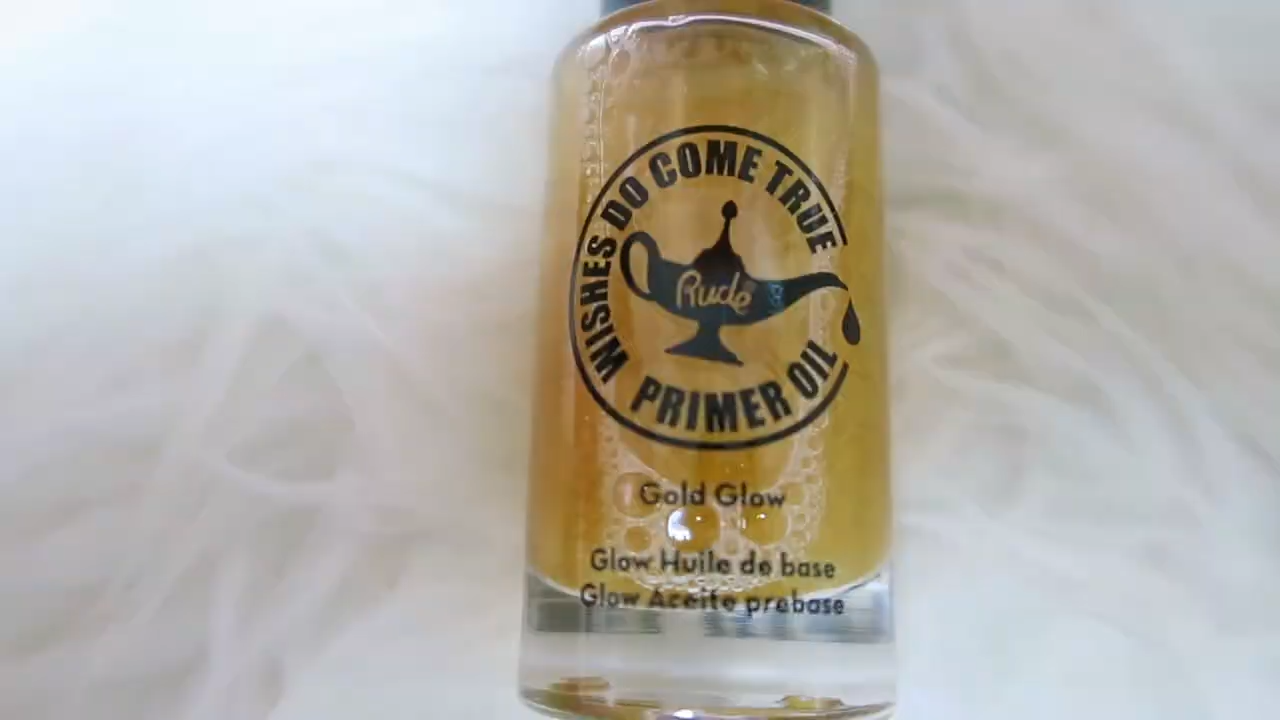 WISHES DO COME TRUE
Rude
PRIMER OIL
Gold Glow
Glow Huile de base
Glow Aceite prebase